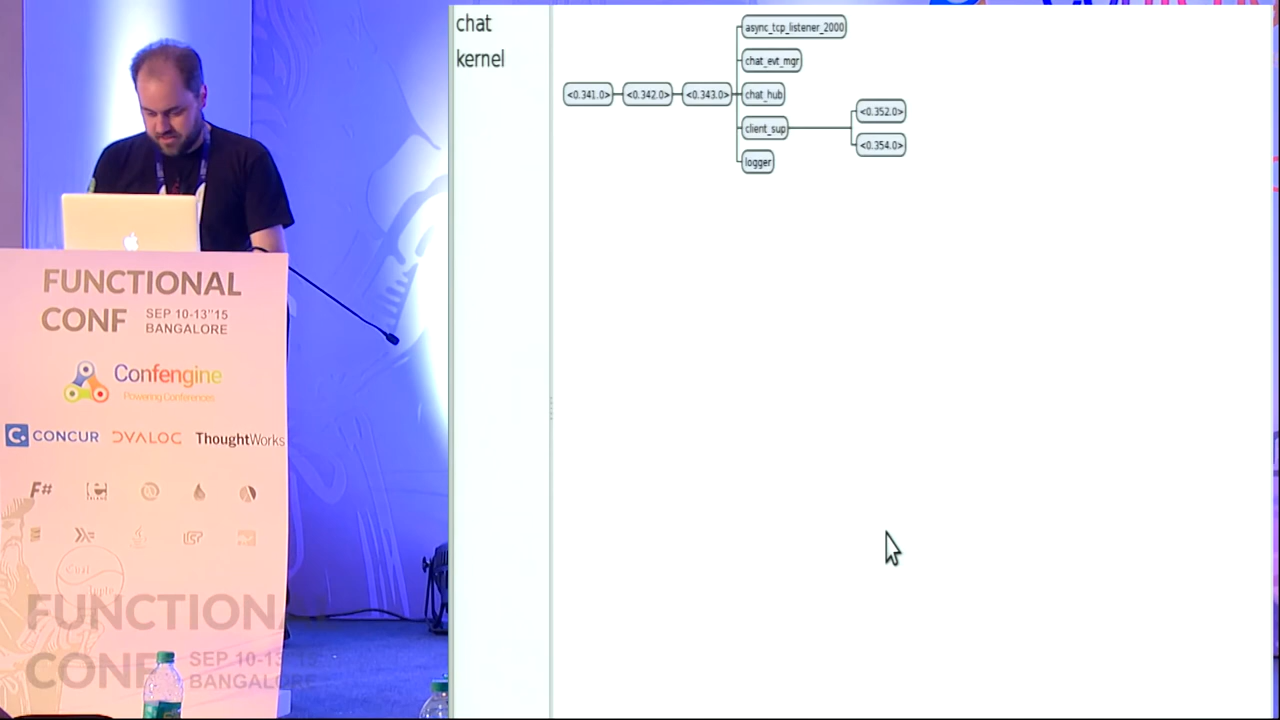 chat
kernel
async_tcp_listener_2000
chat_evt_mgr
<0.341.0>
<0.342.0>
<0.343.0>
chat_hub
client_sup
logger
<0.352.0>
<0.354.0>
FUNCTIONAL
CONF
SEP 10-13"15
BANGALORE
Confengine
Powering Conferences
C. CONCUR
DVALOC
ThoughtWorks
F#
FUNCTIONA
CONF
SEP 10-13"15
BANGALORE